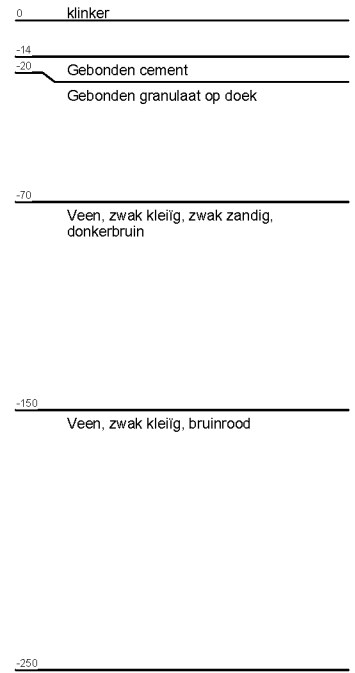 0 klinker
-14
-20 Gebonden cement
Gebonden granulaat op doek
-70
Veen, zwak kleiïg, zwak zandig,
donkerbruin
-150
Veen, zwak kleiïg, bruinrood
-250